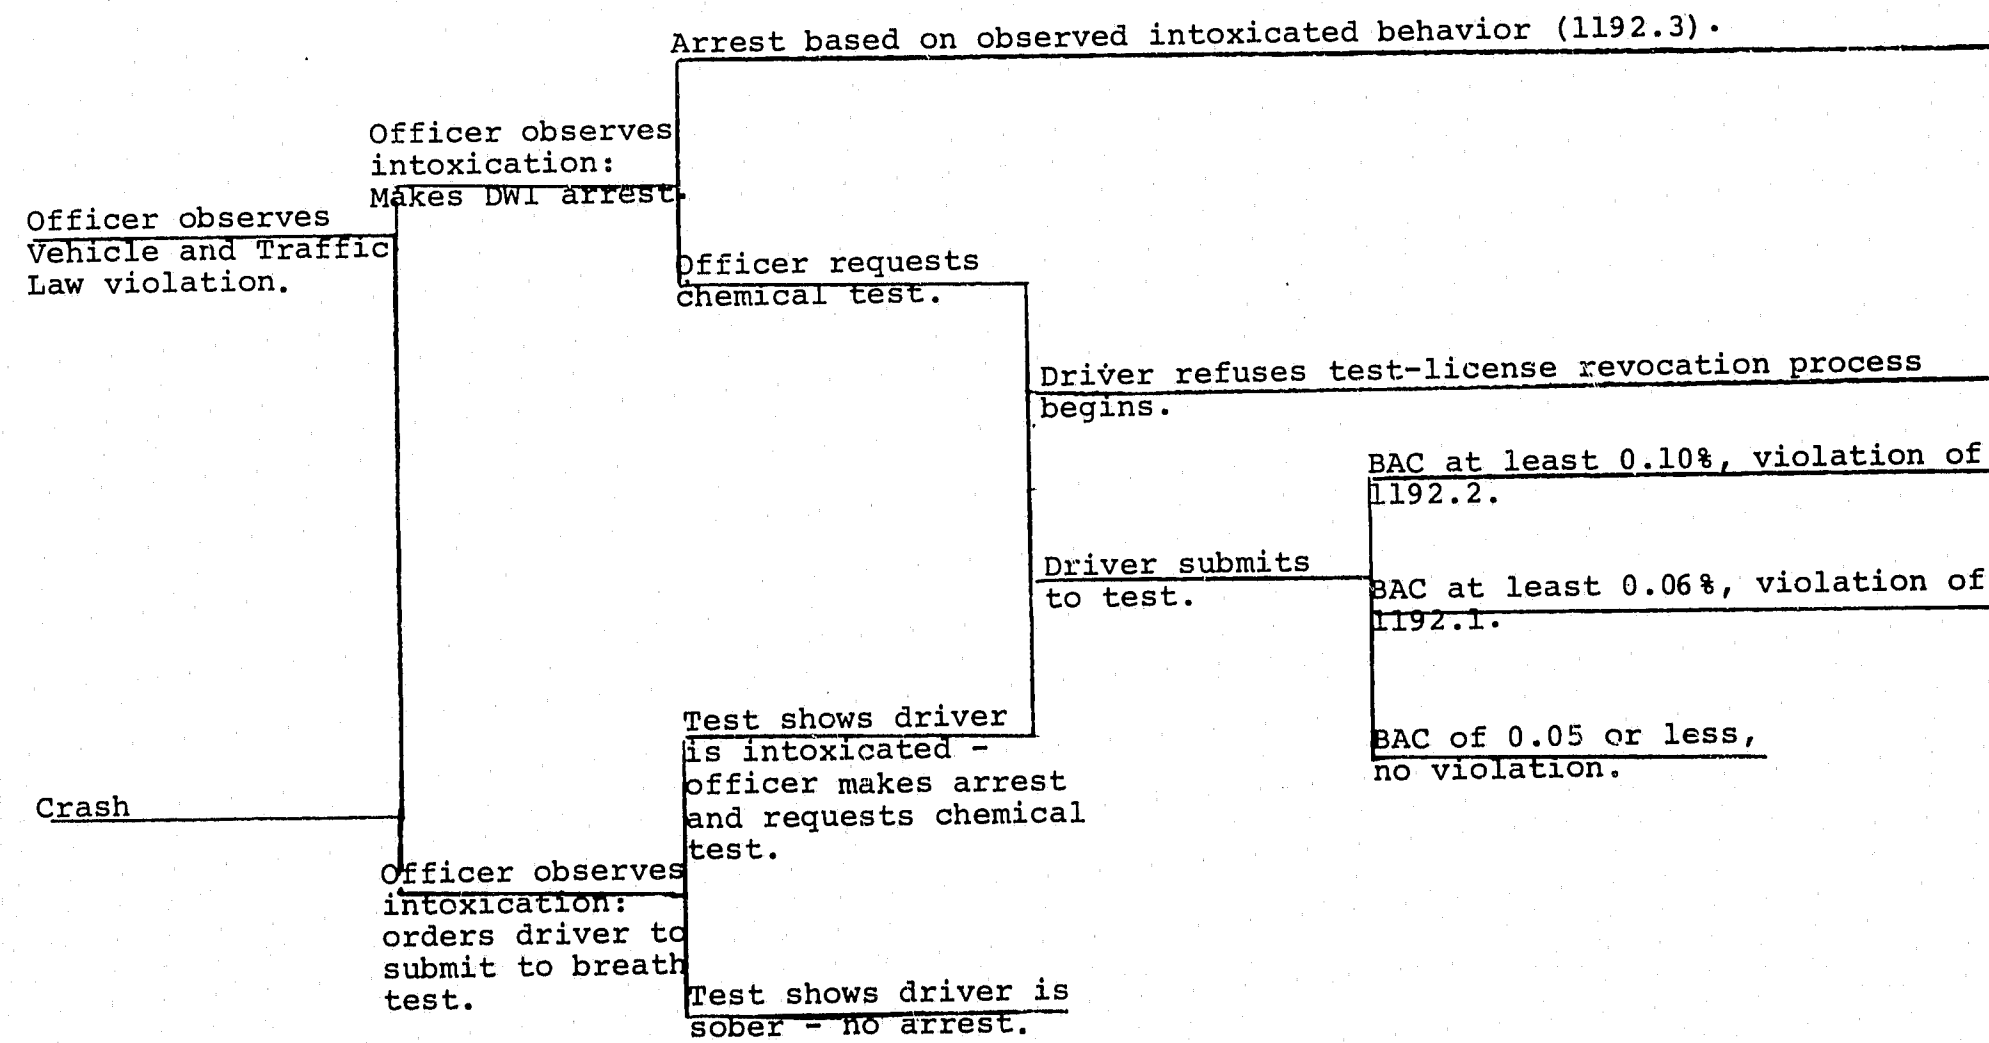 Arrest based on observed intoxicated behavior (1192.3).
Officer observes
intoxication:
Makes DWI arrest.
Officer observes
Vehicle and Traffic
Law violation.
Officer requests
chemical test.
Driver refuses test-license revocation process
begins.
BAC at least 0.10%, violation of
1192.2.
Driver submits
to test.
BAC at least 0.06%, violation of
1192.1.
Test shows driver
is intoxicated -
officer makes arrest
and requests chemical
test.
BAC of 0.05 or less,
no violation.
Crash
Officer observes
intoxication:
orders driver to
submit to breath
test.
Test shows driver is
sober - no arrest.